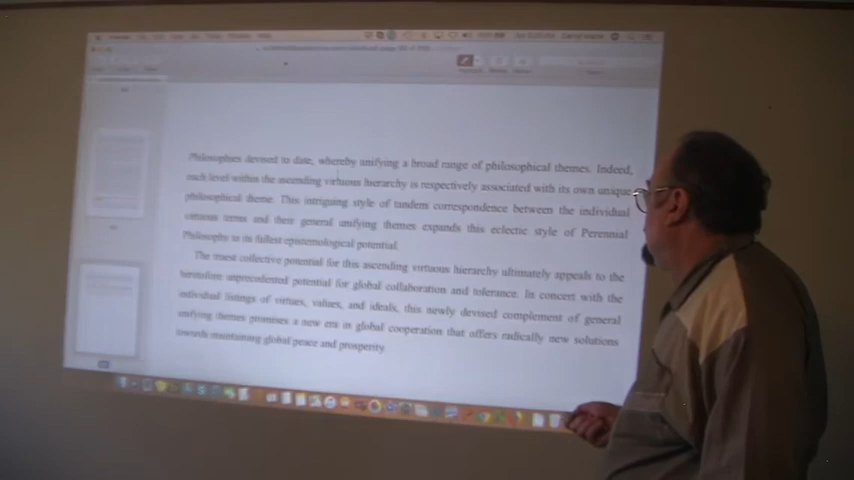 Philosophies devised to date, whereby unifying a broad range of philosophical themes. Indeed,
each level within the ascending virtuous hierarchy is respectively associated with its own unique
philosophical theme. This intriguing style of tandem correspondence between the individual
virtuous terms and their general unifying themes expands this eclectic style of Perennial
Philosophy to its fullest epistemological potential.
The most collective potential for this ascending virtuous hierarchy ultimately appeals to the
heretofore unprecedented potential for global collaboration and tolerance. In concert with the
individual listings of virtues, values, and ideals, this newly devised complement of general
unifying themes promises a new era in global cooperation that offers radically new solutions
towards maintaining global peace and prosperity.